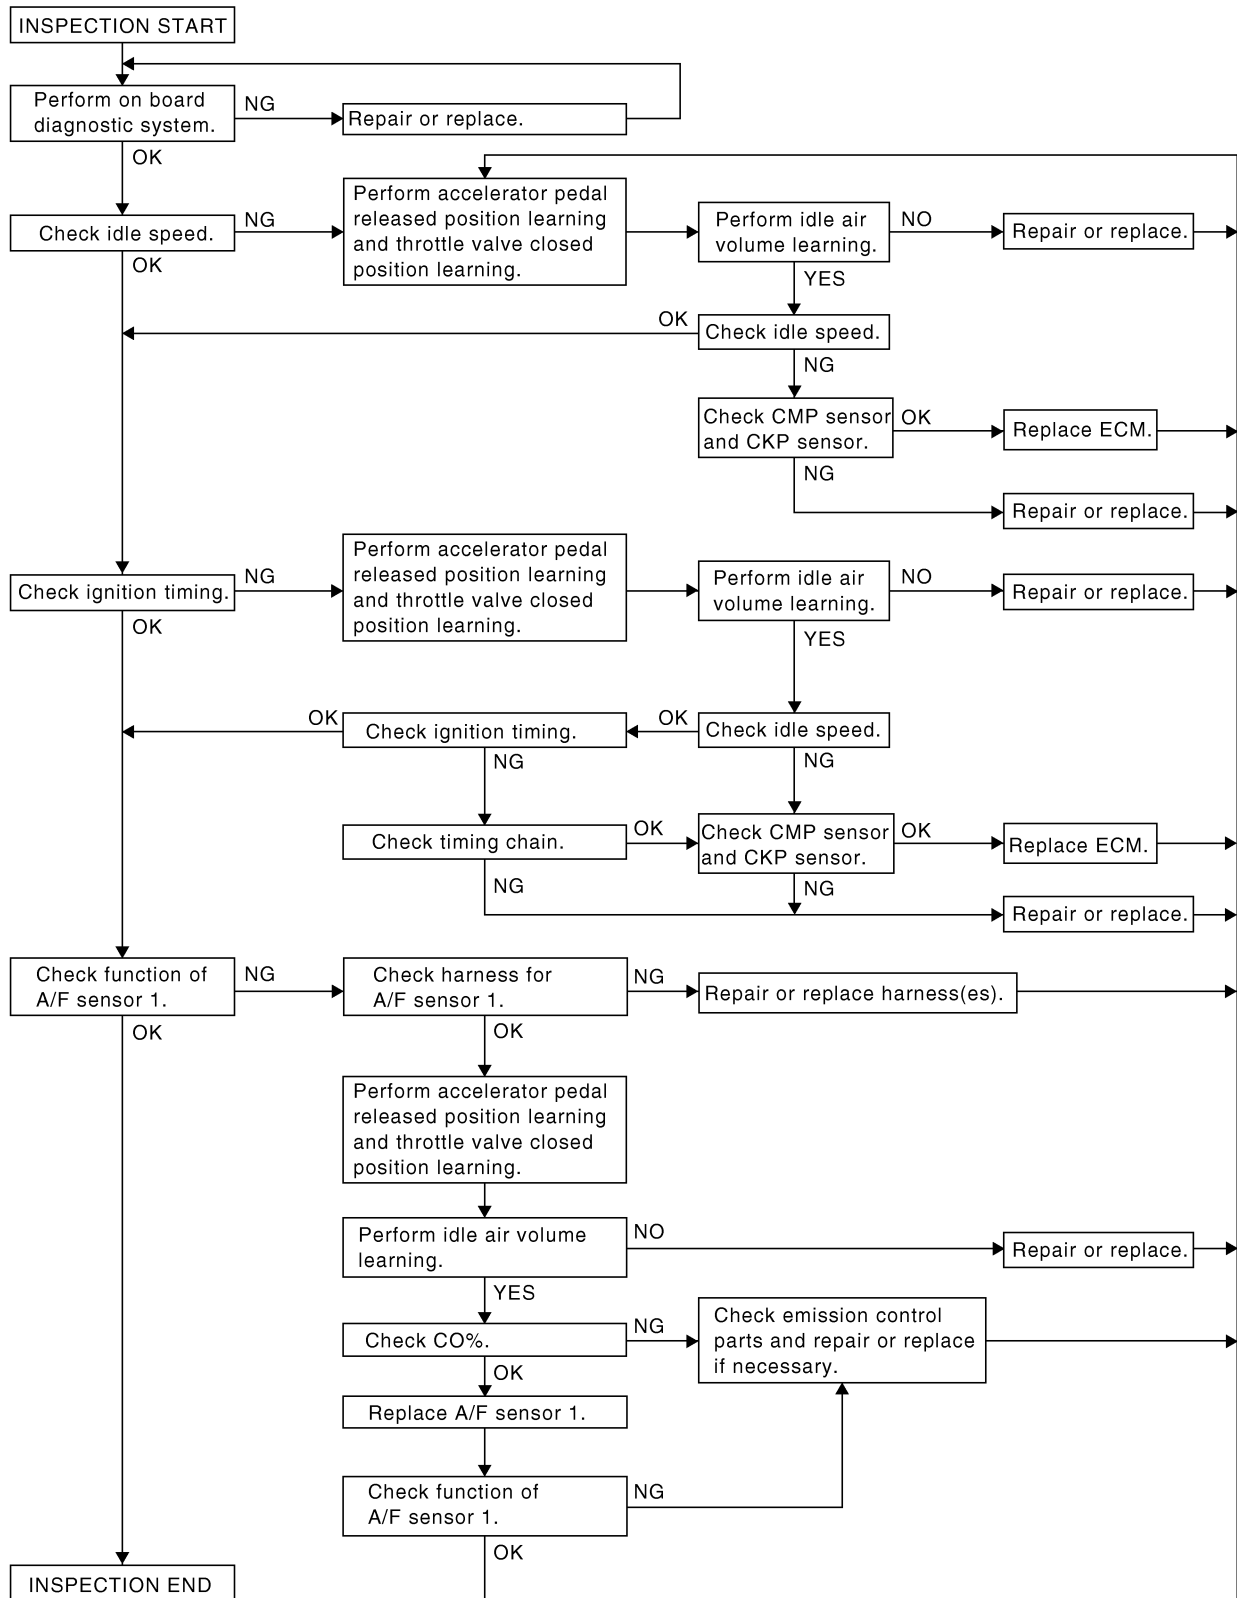 INSPECTION START
Perform on board
diagnostic system.
NG
Repair or replace.
OK
Check idle speed.
NG
Perform accelerator pedal
released position learning
and throttle valve closed
position learning.
Perform idle air
volume learning.
NO
Repair or replace.
OK
YES
OK
Check idle speed.
NG
Check CMP sensor
and CKP sensor.
OK
Replace ECM.
NG
Repair or replace.
Check ignition timing.
NG
Perform accelerator pedal
released position learning
and throttle valve closed
position learning.
Perform idle air
volume learning.
NO
Repair or replace.
OK
YES
OK
Check ignition timing.
OK
Check idle speed.
NG
NG
Check timing chain.
OK
Check CMP sensor
and CKP sensor.
OK
Replace ECM.
NG
NG
Repair or replace.
Check function of
A/F sensor 1.
NG
Check harness for
A/F sensor 1.
NG
Repair or replace harness(es).
OK
OK
Perform accelerator pedal
released position learning
and throttle valve closed
position learning.
Perform idle air volume
learning.
NO
Repair or replace.
YES
Check CO%.
NG
Check emission control
parts and repair or replace
if necessary.
OK
Replace A/F sensor 1.
Check function of
A/F sensor 1.
NG
OK
INSPECTION END